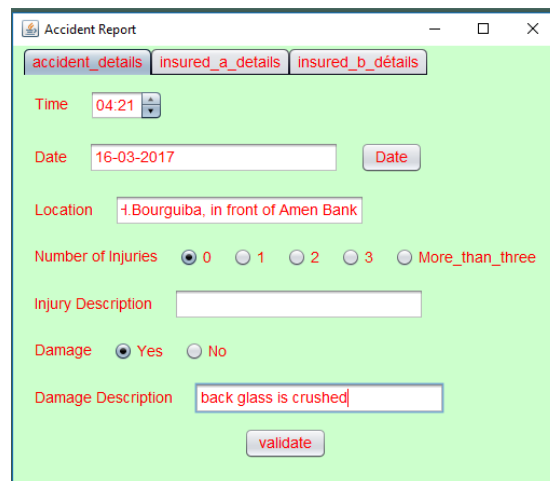 Accident Report
accident_details insured_a_details insured_b_détails
Time 04:21
Date 16-03-2017 Date
Location H.Bourguiba, in front of Amen Bank
Number of Injuries 0 1 2 3 More_than_three
Injury Description
Damage Yes No
Damage Description back glass is crushed
validate